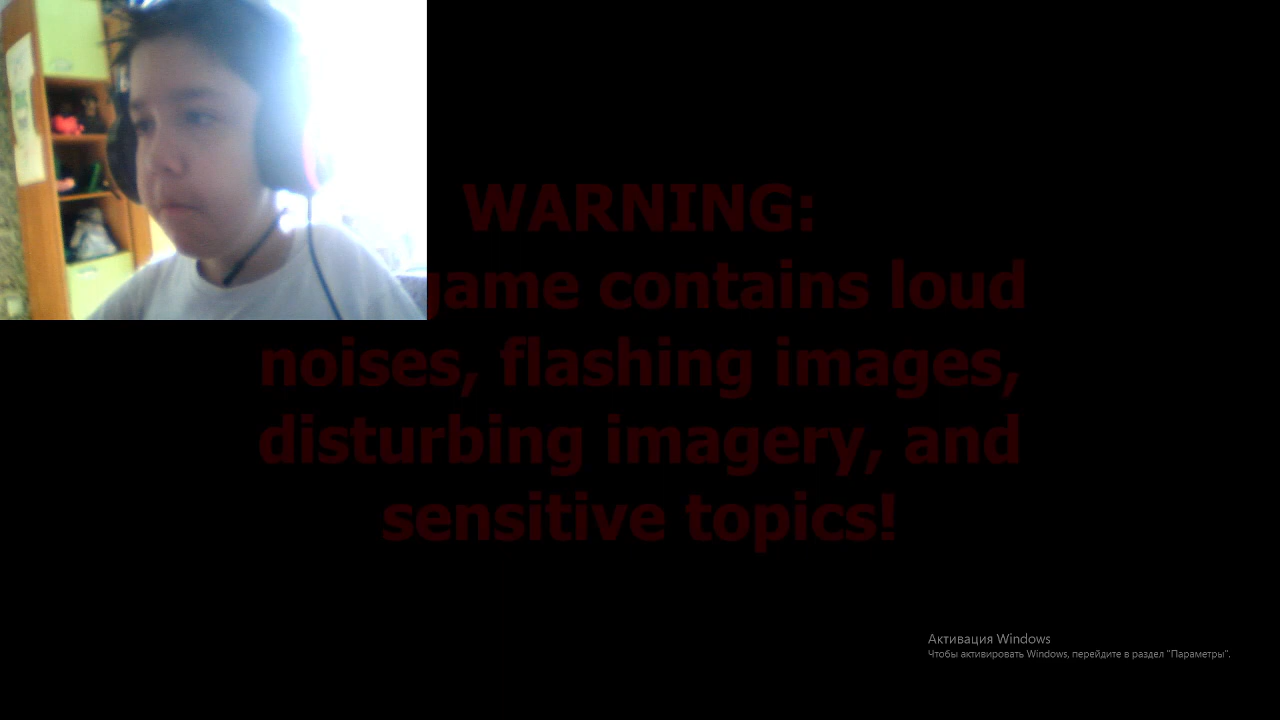 WARNING:
game contains loud
noises, flashing images,
disturbing imagery, and
sensitive topics!
Активация Windows
Чтобы активировать Windows, перейдите в раздел "Параметры".